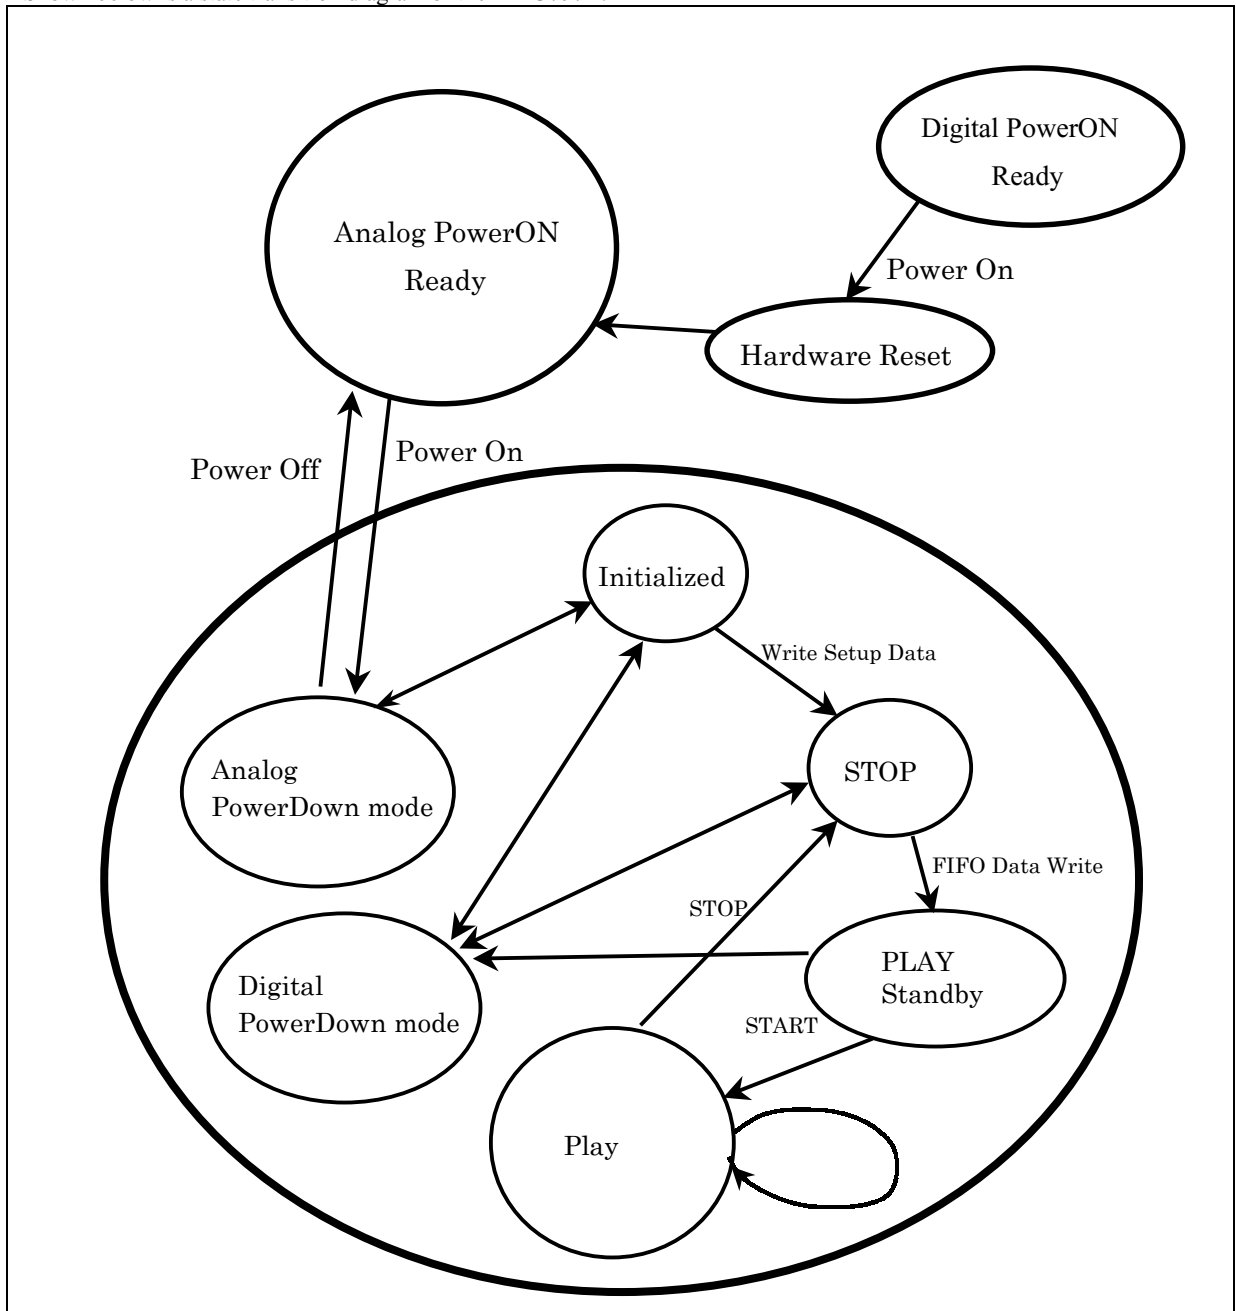 Digital PowerON
Ready
Analog PowerON
Ready
Power On
Hardware Reset
Power Off
Power On
Initialized
Write Setup Data
Analog
PowerDown mode
STOP
FIFO Data Write
STOP
PLAY
Standby
Digital
PowerDown mode
START
Play